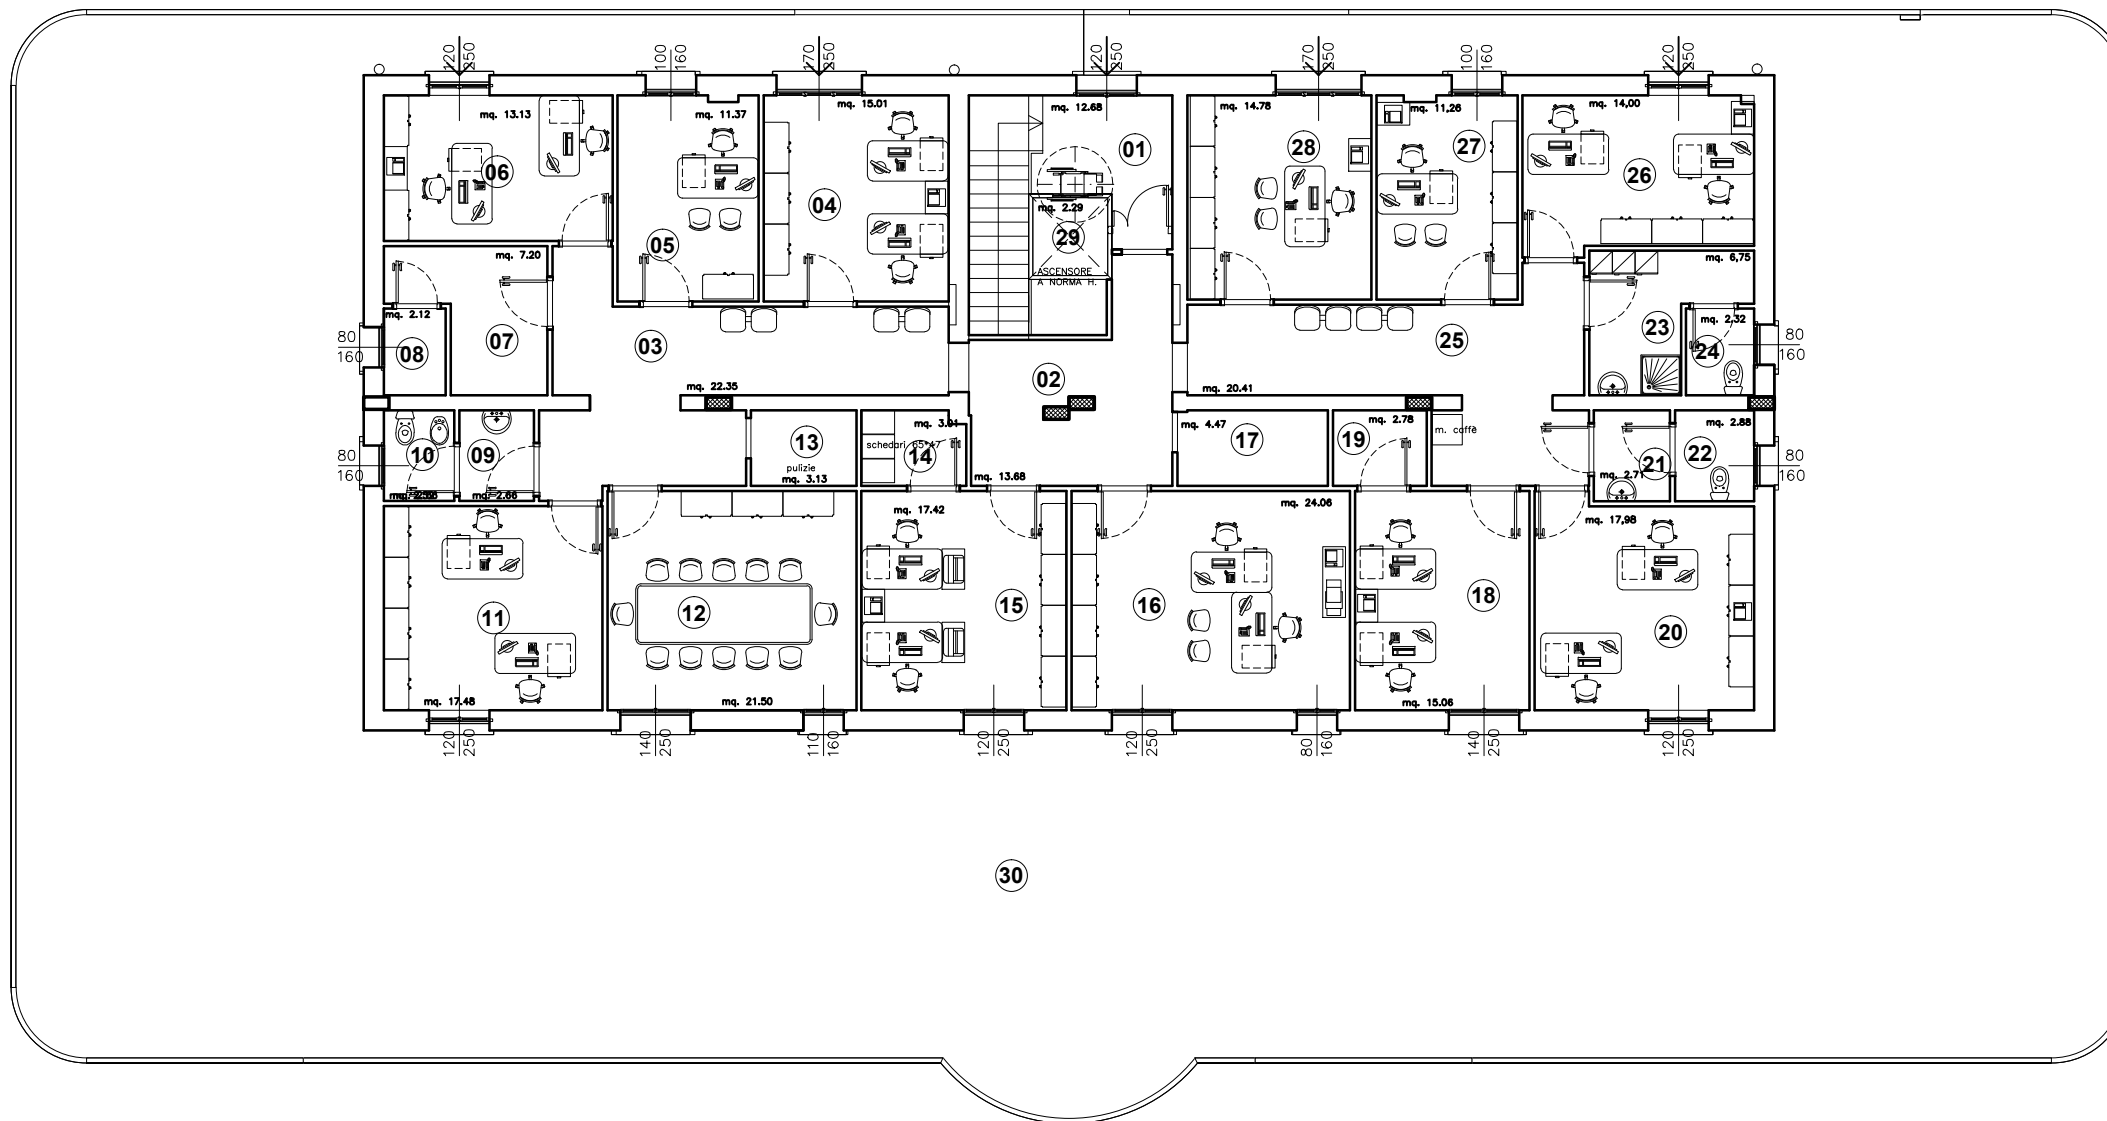 120 250
100 160
170 250
120 250
170 250
100 160
120 250
mq. 13.13
mq. 11.37
mq. 15.01
mq. 12.68
mq. 14.78
mq. 11,26
mq. 14,00
06
05
04
01
28
27
26
mq. 2.29
29
ASCENSORE
A NORMA H.
mq. 7.20
mq. 6,75
mq. 2.12
mq. 2,32
80
160
08
07
03
02
25
23
24
80
160
mq. 22.35
mq. 20.41
mq. 3.01
mq. 4.47
mq. 2.78
m. caffè
mq. 2.88
80
160
10
09
13
schedari 65*47
14
17
19
21
22
80
160
pulizie
mq. 3.13
mq. 13.68
mq. 2.71
mq. 2.66
mq. 17.42
mq. 24.06
mq. 17,98
11
12
15
16
18
20
mq. 17.48
mq. 21.50
mq. 15.06
120 250
140 250
110 160
120 250
120 250
80 160
140 250
120 250
30